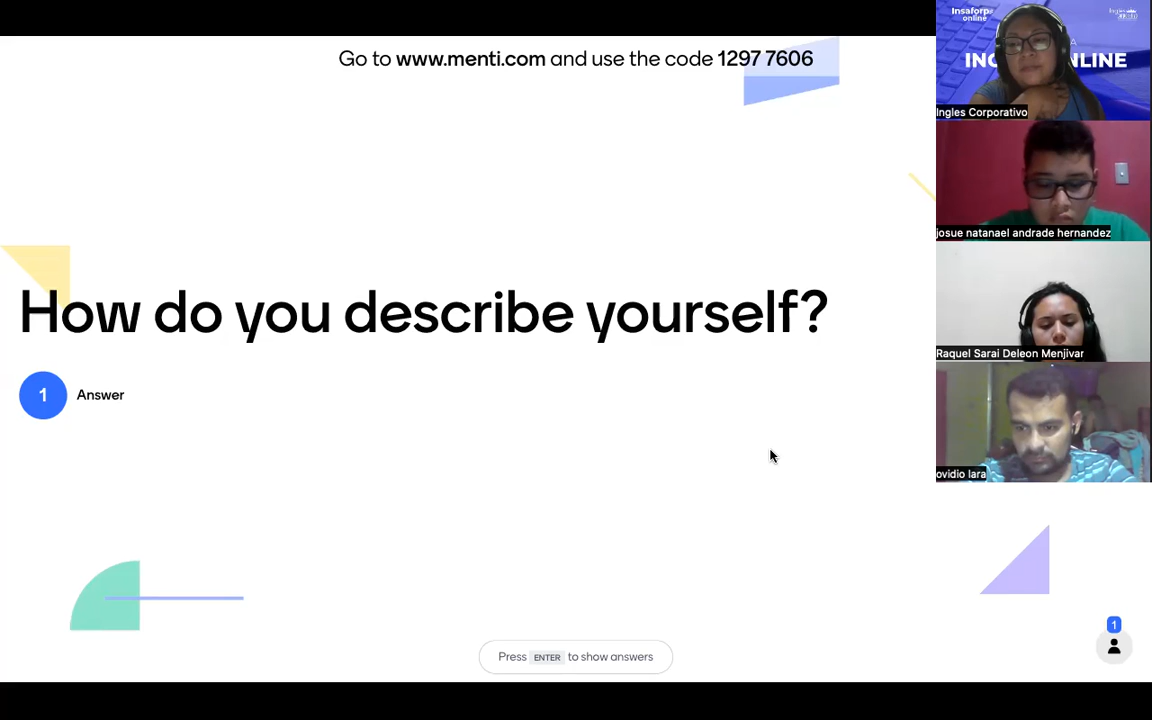 Go to www.menti.com and use the code 1297 7606
How do you describe yourself?
1 Answer
Press ENTER to show answers
1
Insaforp
online
Ingles Corporativo
josue natanael andrade hernandez
Raquel Sarai Deleon Menjivar
ovidio lara